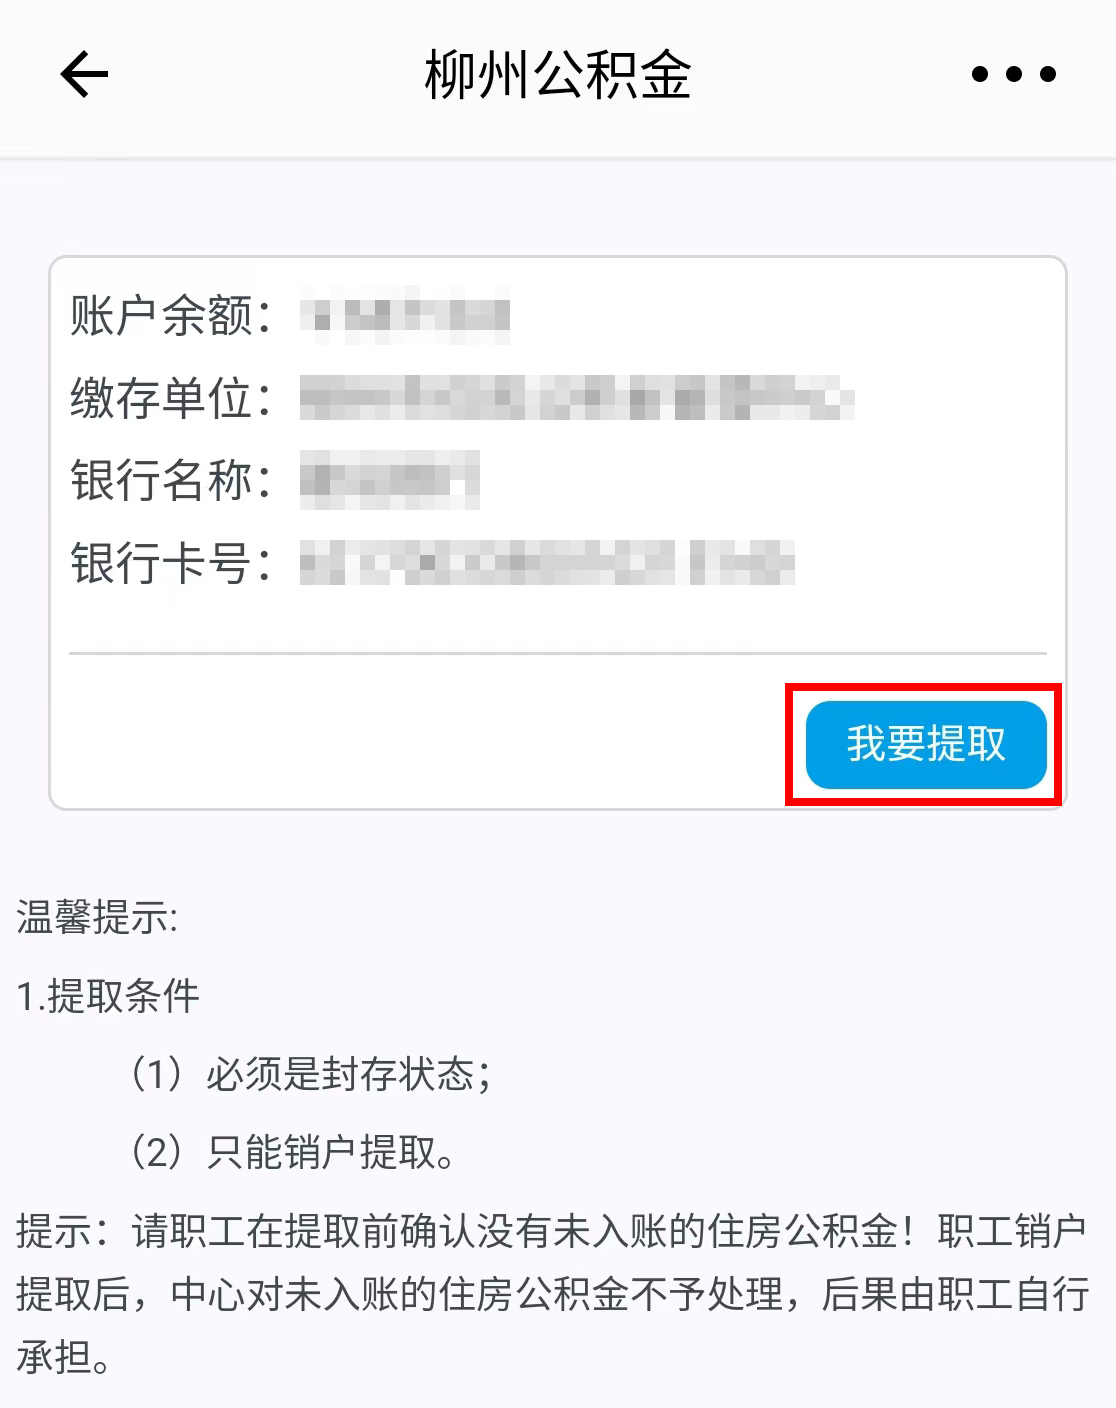 柳州公积金
账户余额：
缴存单位：
银行名称：
银行卡号：
我要提取
温馨提示:
1.提取条件
（1）必须是封存状态；
（2）只能销户提取。
提示：请职工在提取前确认没有未入账的住房公积金！职工销户
提取后，中心对未入账的住房公积金不予处理，后果由职工自行
承担。